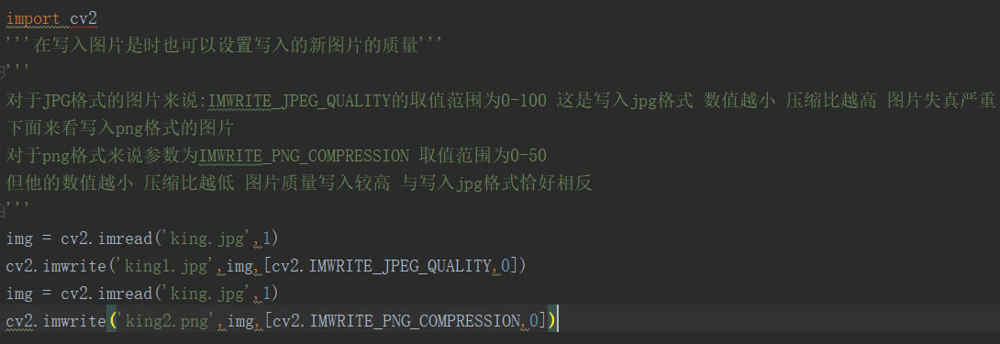 import cv2
'''在写入图片是时也可以设置写入的新图片的质量'''
'''
对于JPG格式的图片来说:IMWRITE_JPEG_QUALITY的取值范围为0-100 这是写入jpg格式 数值越小 压缩比越高 图片失真严重
下面来看写入png格式的图片
对于png格式来说参数为IMWRITE_PNG_COMPRESSION 取值范围为0-50
但他的数值越小 压缩比越低 图片质量写入较高 与写入jpg格式恰好相反
'''
img = cv2.imread('king.jpg',1)
cv2.imwrite('king1.jpg',img,[cv2.IMWRITE_JPEG_QUALITY,0])
img = cv2.imread('king.jpg',1)
cv2.imwrite('king2.png',img,[cv2.IMWRITE_PNG_COMPRESSION,0])